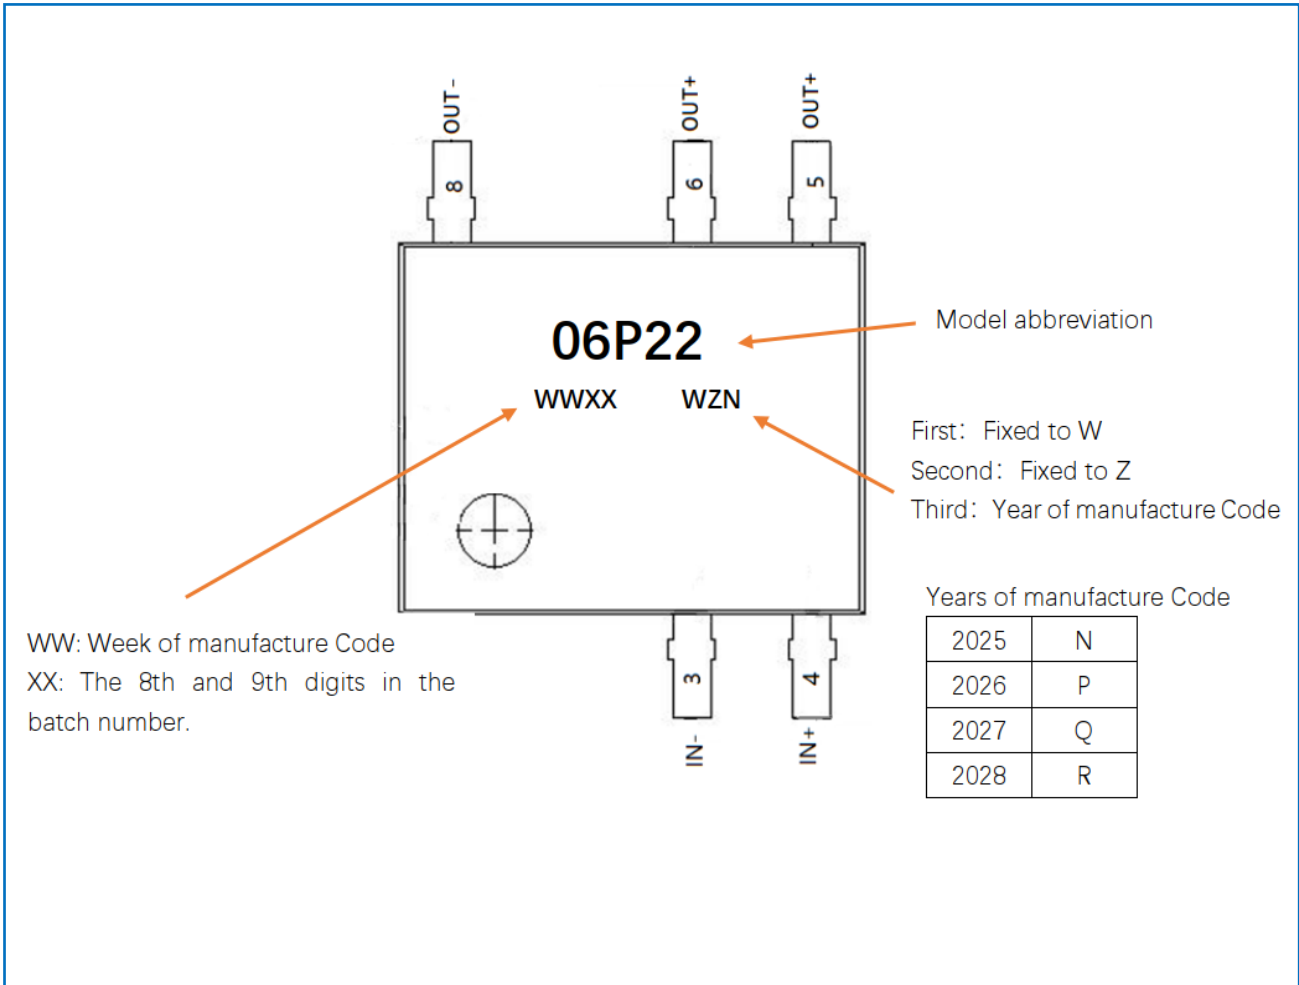 OUT-
OUT+
OUT+
8
6
5
06P22
Model abbreviation
WWXX WZN
First: Fixed to W
Second: Fixed to Z
Third: Year of manufacture Code
WW: Week of manufacture Code
XX: The 8th and 9th digits in the
batch number.
3
4
IN-
IN+
Years of manufacture Code
2025 N
2026 P
2027 Q
2028 R